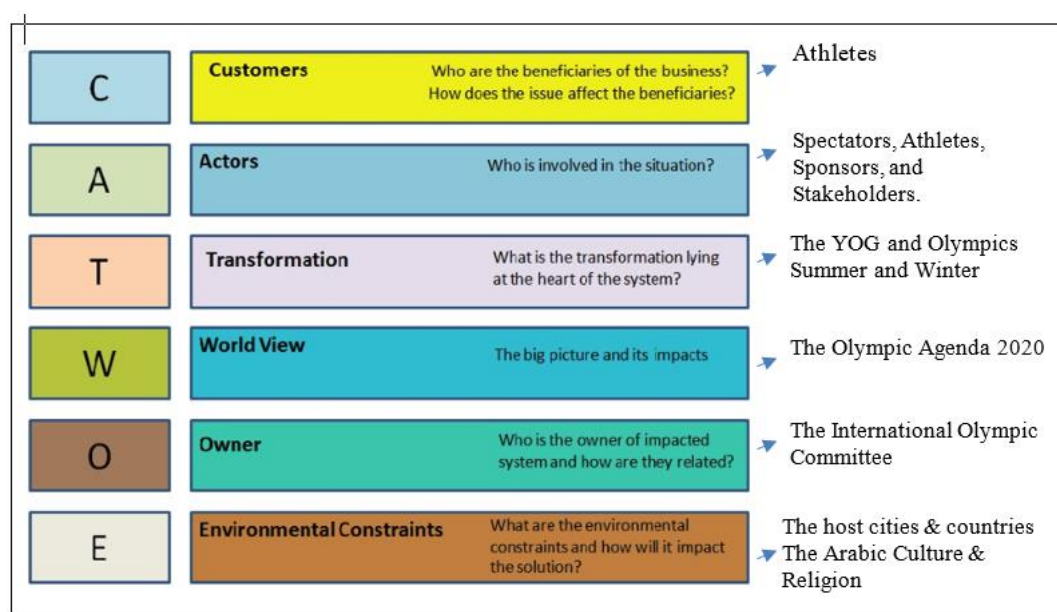 C
Customers
Who are the beneficiaries of the business?
How does the issue affect the beneficiaries?
Athletes
A
Actors
Who is involved in the situation?
Spectators, Athletes,
Sponsors, and
Stakeholders.
T
Transformation
What is the transformation lying
at the heart of the system?
The YOG and Olympics
Summer and Winter
W
World View
The big picture and its impacts
The Olympic Agenda 2020
O
Owner
Who is the owner of impacted
system and how are they related?
The International Olympic
Committee
E
Environmental Constraints
What are the environmental
constraints and how will it impact
the solution?
The host cities & countries
The Arabic Culture &
Religion